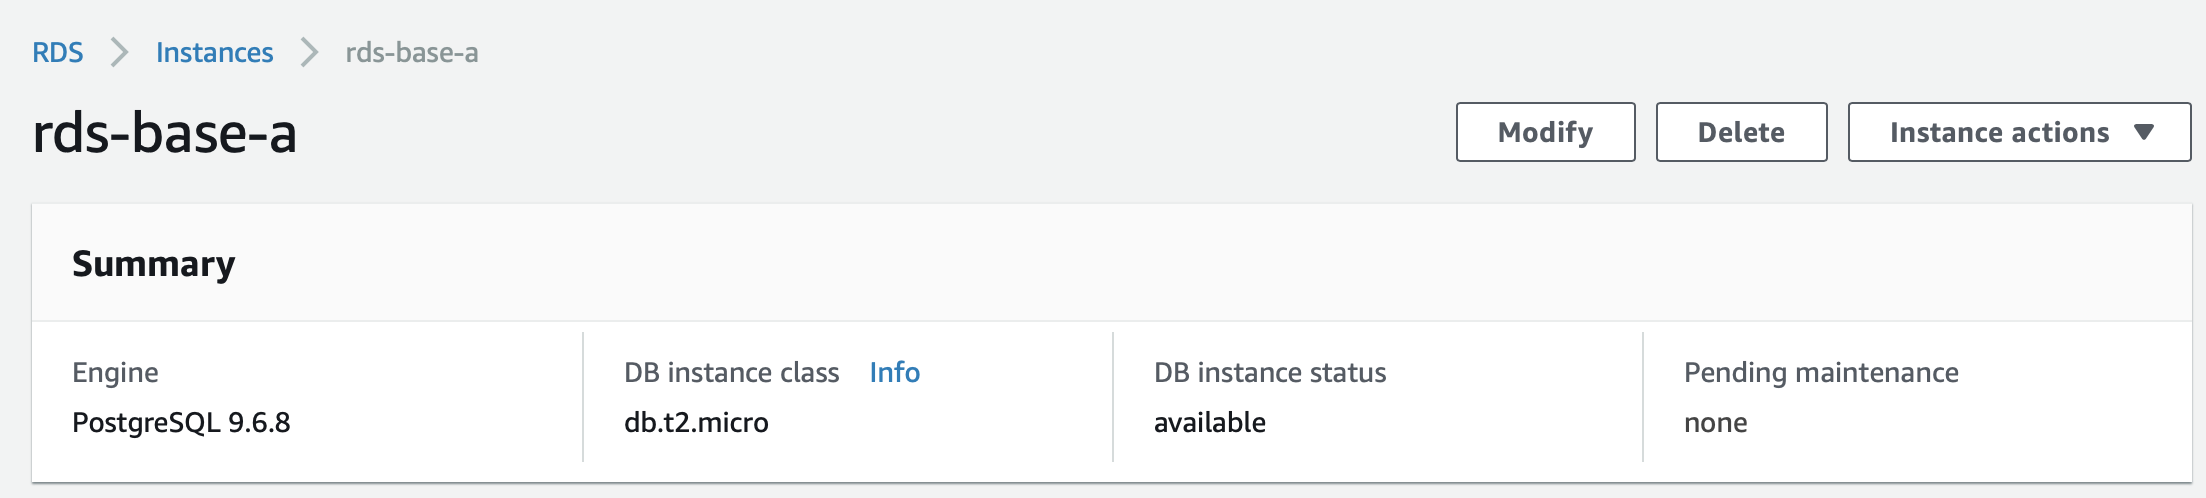 RDS Instances rds-base-a
rds-base-a
Modify Delete Instance actions
Summary
Engine DB instance class Info DB instance status Pending maintenance
PostgreSQL 9.6.8 db.t2.micro available none